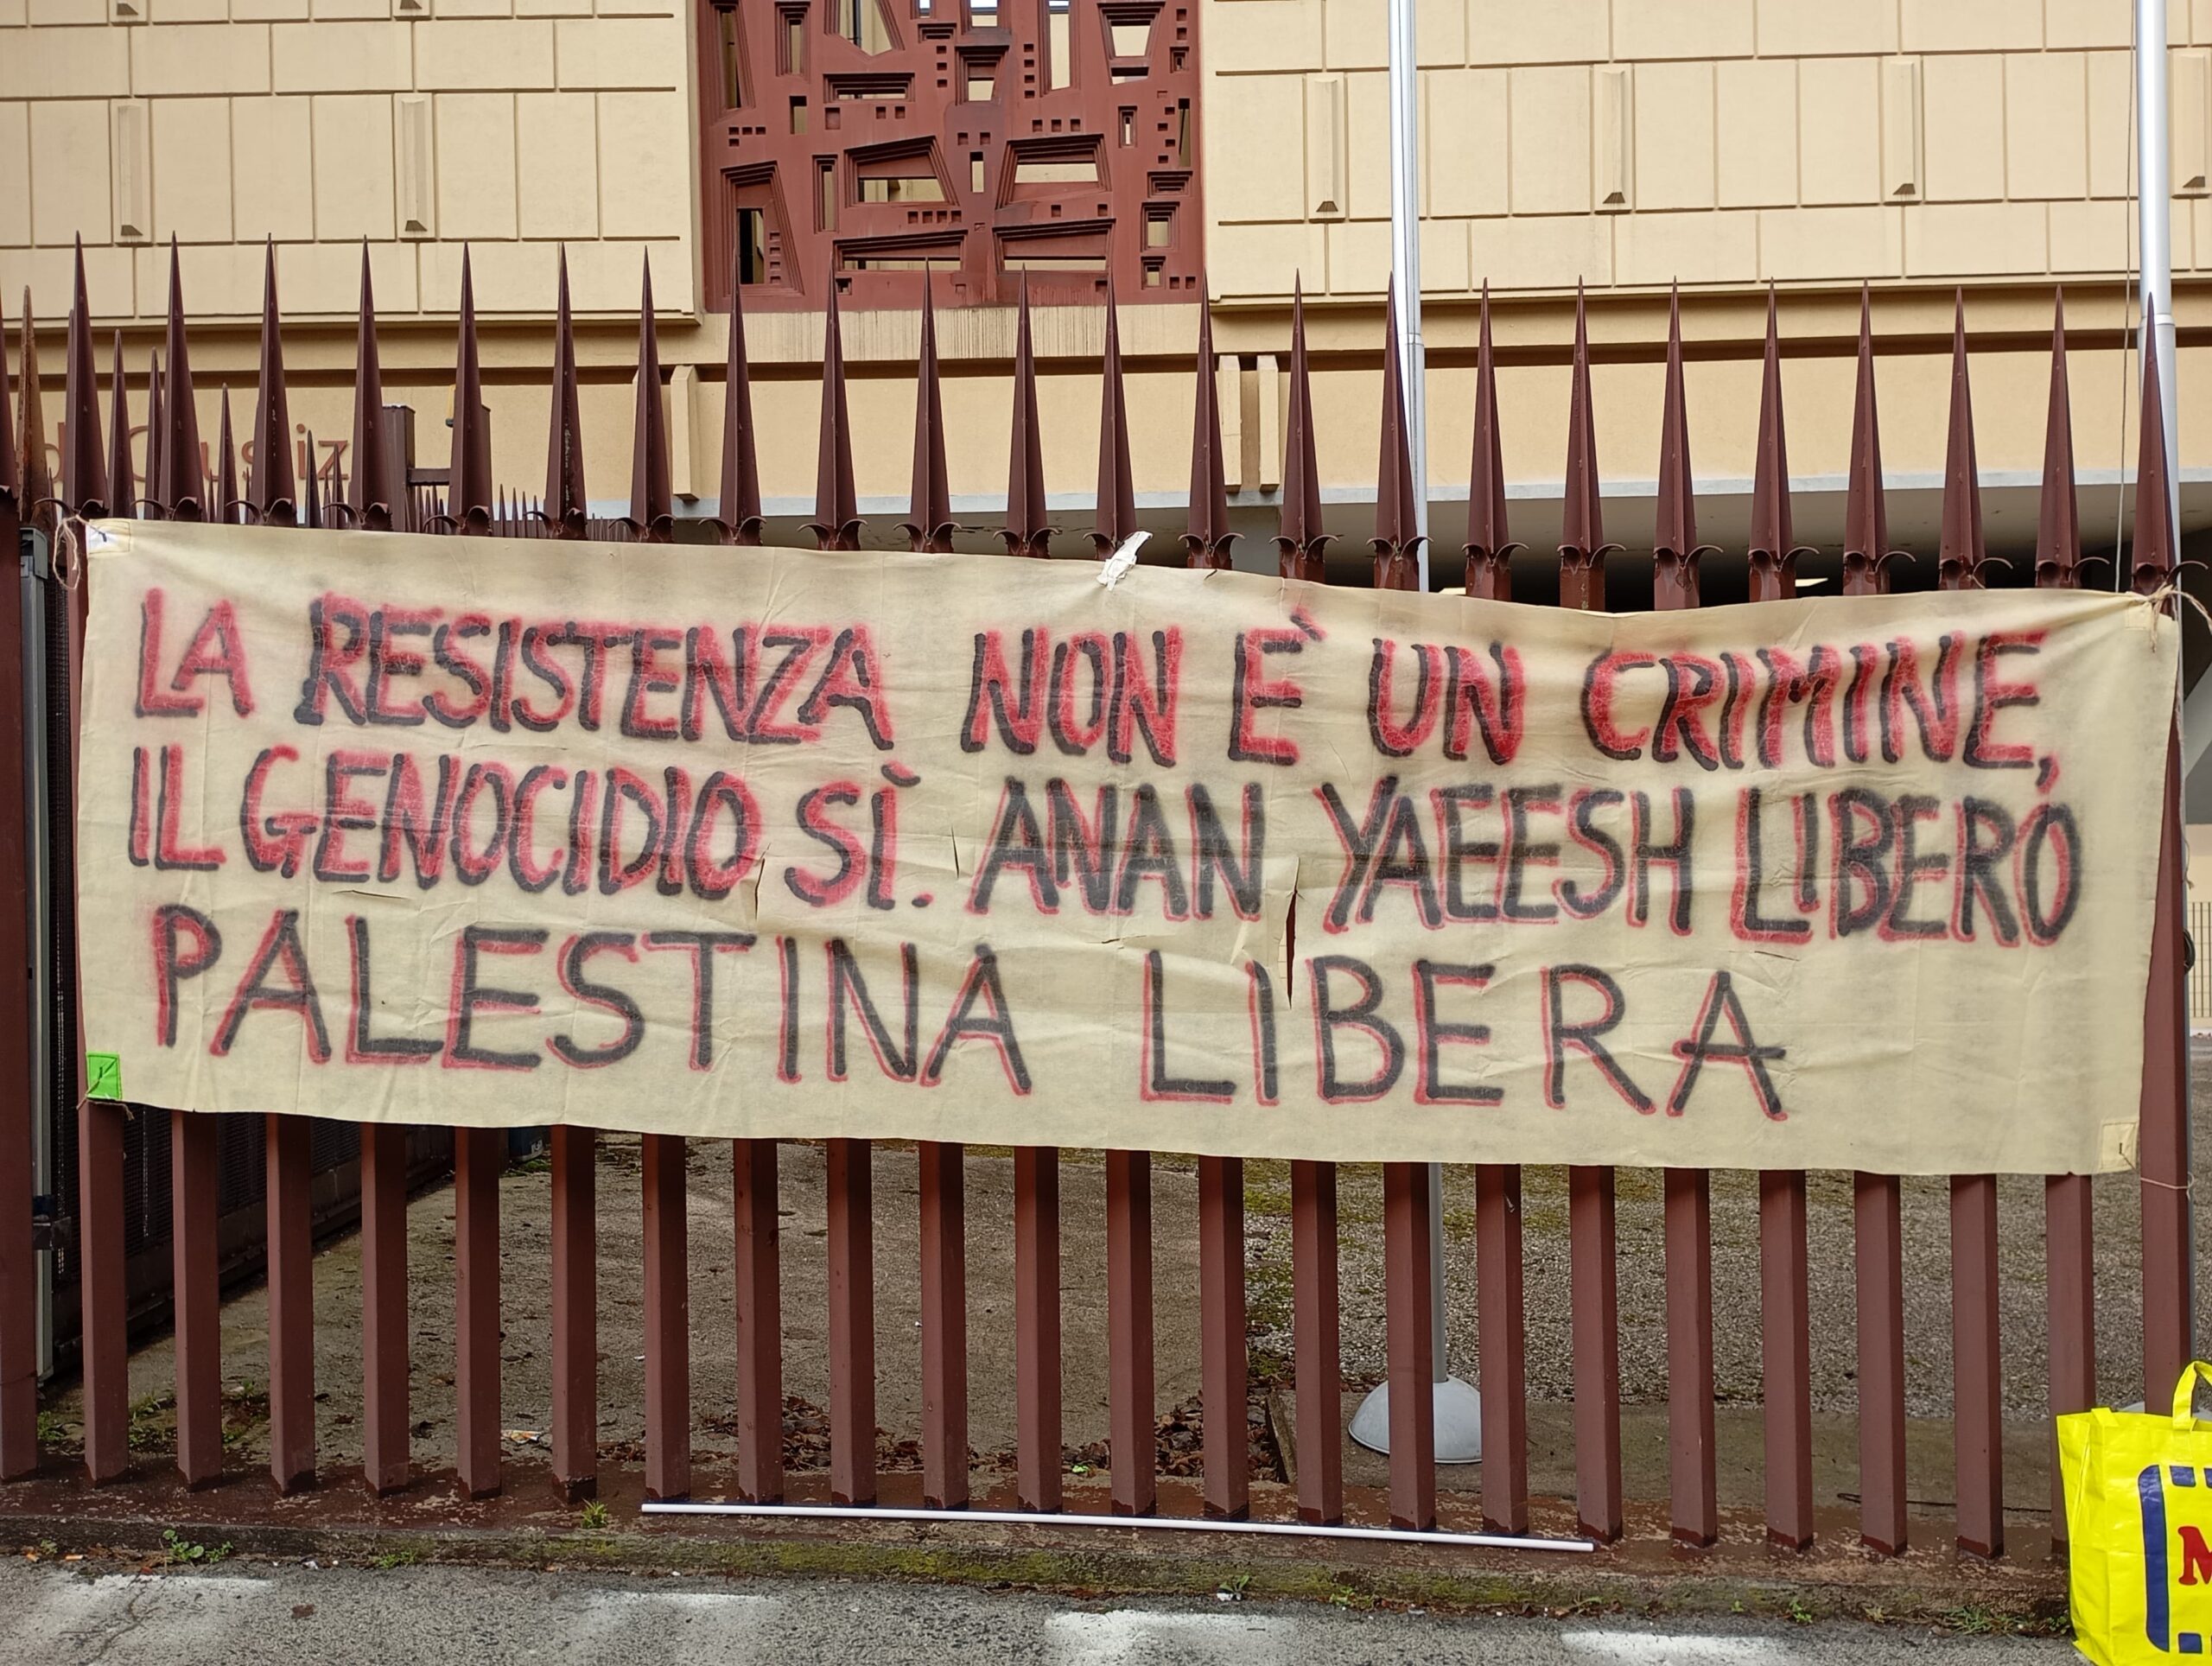 LA RESISTENZA NON È UN CRIMINE,
IL GENOCIDIO SÌ. ANAN YAEESH LIBERO
PALESTINA LIBERA